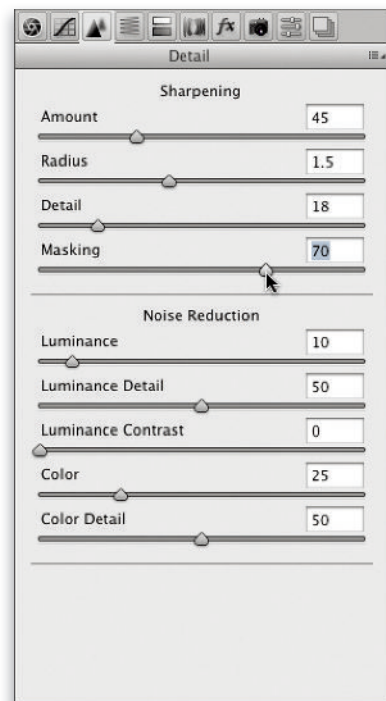 fx
Detail
Sharpening
Amount 45
Radius 1.5
Detail 18
Masking 70
Noise Reduction
Luminance 10
Luminance Detail 50
Luminance Contrast 0
Color 25
Color Detail 50